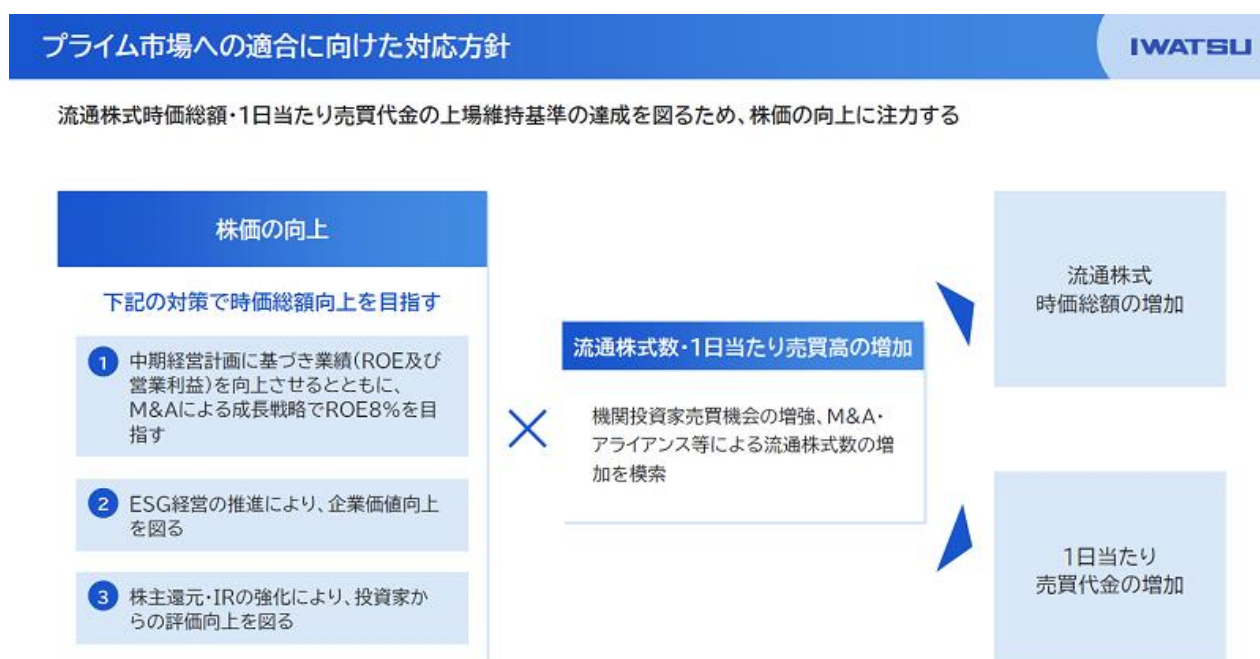 プライム市場への適合に向けた対応方針
IWATSU
流通株式時価総額・1日当たり売買代金の上場維持基準の達成を図るため、株価の向上に注力する
株価の向上
下記の対策で時価総額向上を目指す
1 中期経営計画に基づき業績(ROE及び
営業利益)を向上させるとともに、
M&Aによる成長戦略でROE8%を目
指す
2 ESG経営の推進により、企業価値向上
を図る
3 株主還元・IRの強化により、投資家か
らの評価向上を図る
×
流通株式数・1日当たり売買高の増加
機関投資家売買機会の増強、M&A・
アライアンス等による流通株式数の増
加を模索
流通株式
時価総額の増加
1日当たり
売買代金の増加